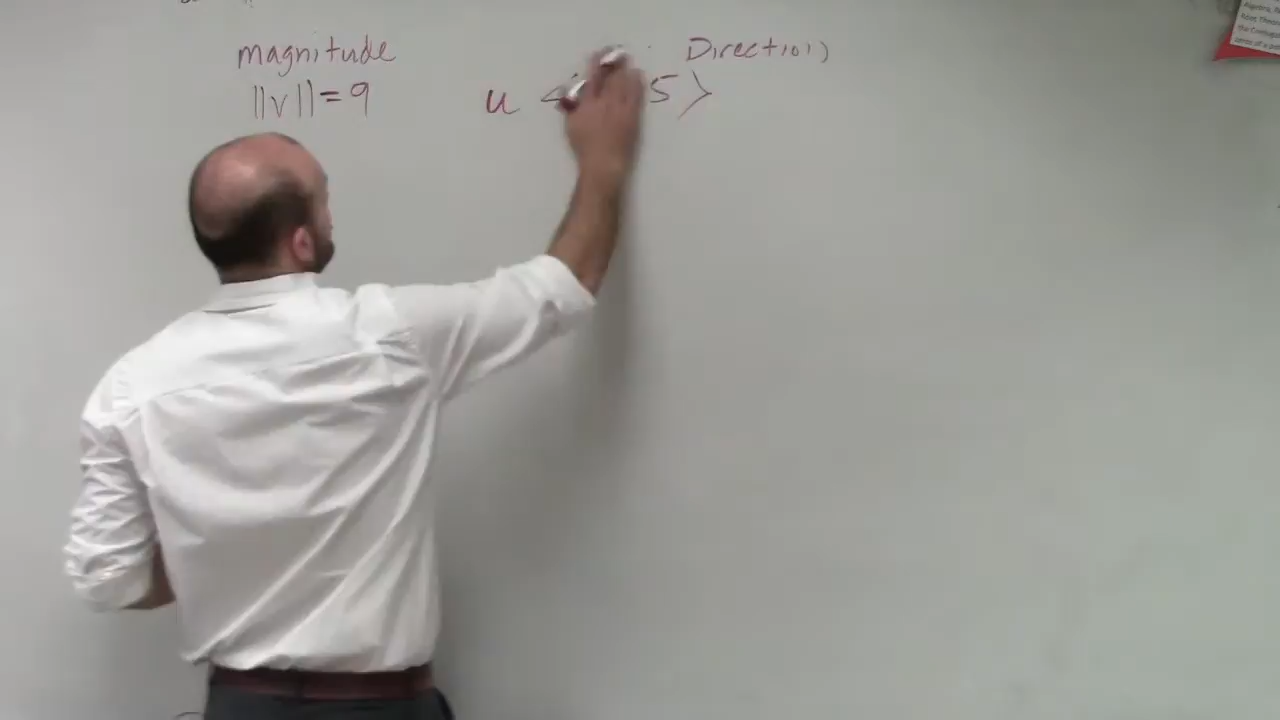 magnitude
Direction
||v|| = 9
u < 5 >